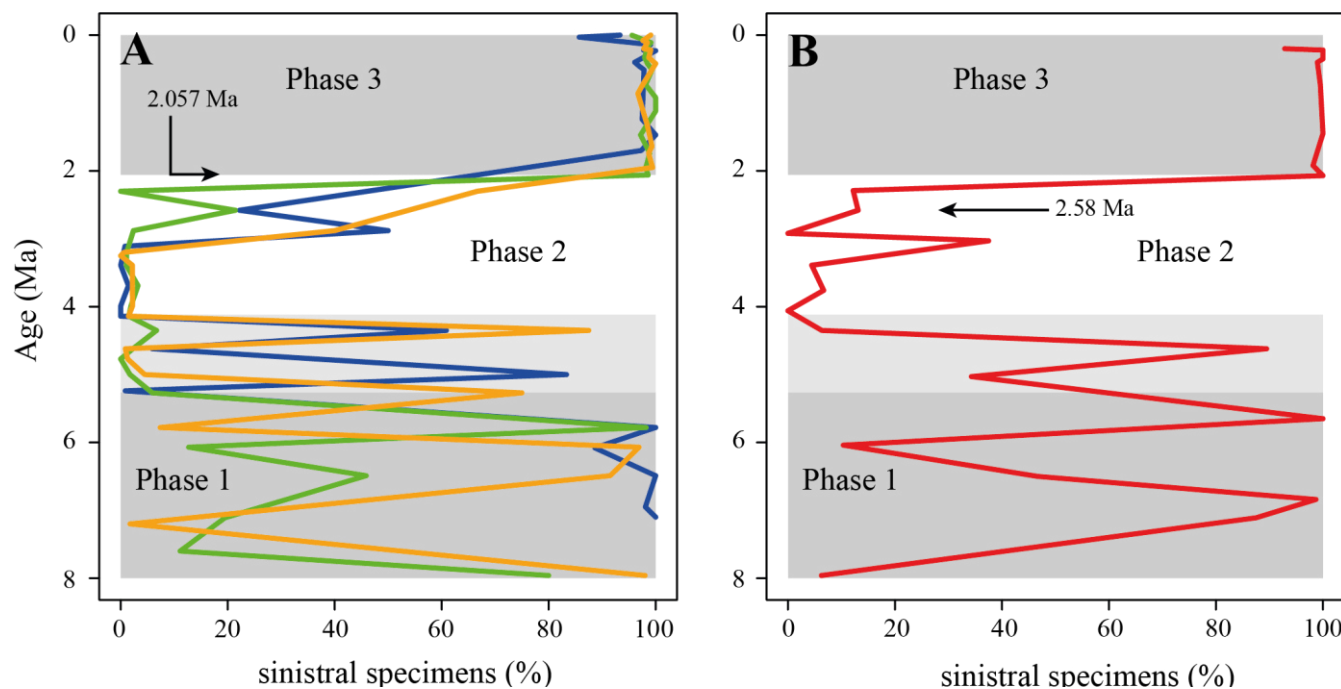 A
Phase 3
2.057 Ma
Phase 2
Phase 1
Age (Ma)
0
2
4
6
8
0
20
40
60
80
100
sinistral specimens (%)
B
Phase 3
2.58 Ma
Phase 2
Phase 1
0
2
4
6
8
0
20
40
60
80
100
sinistral specimens (%)